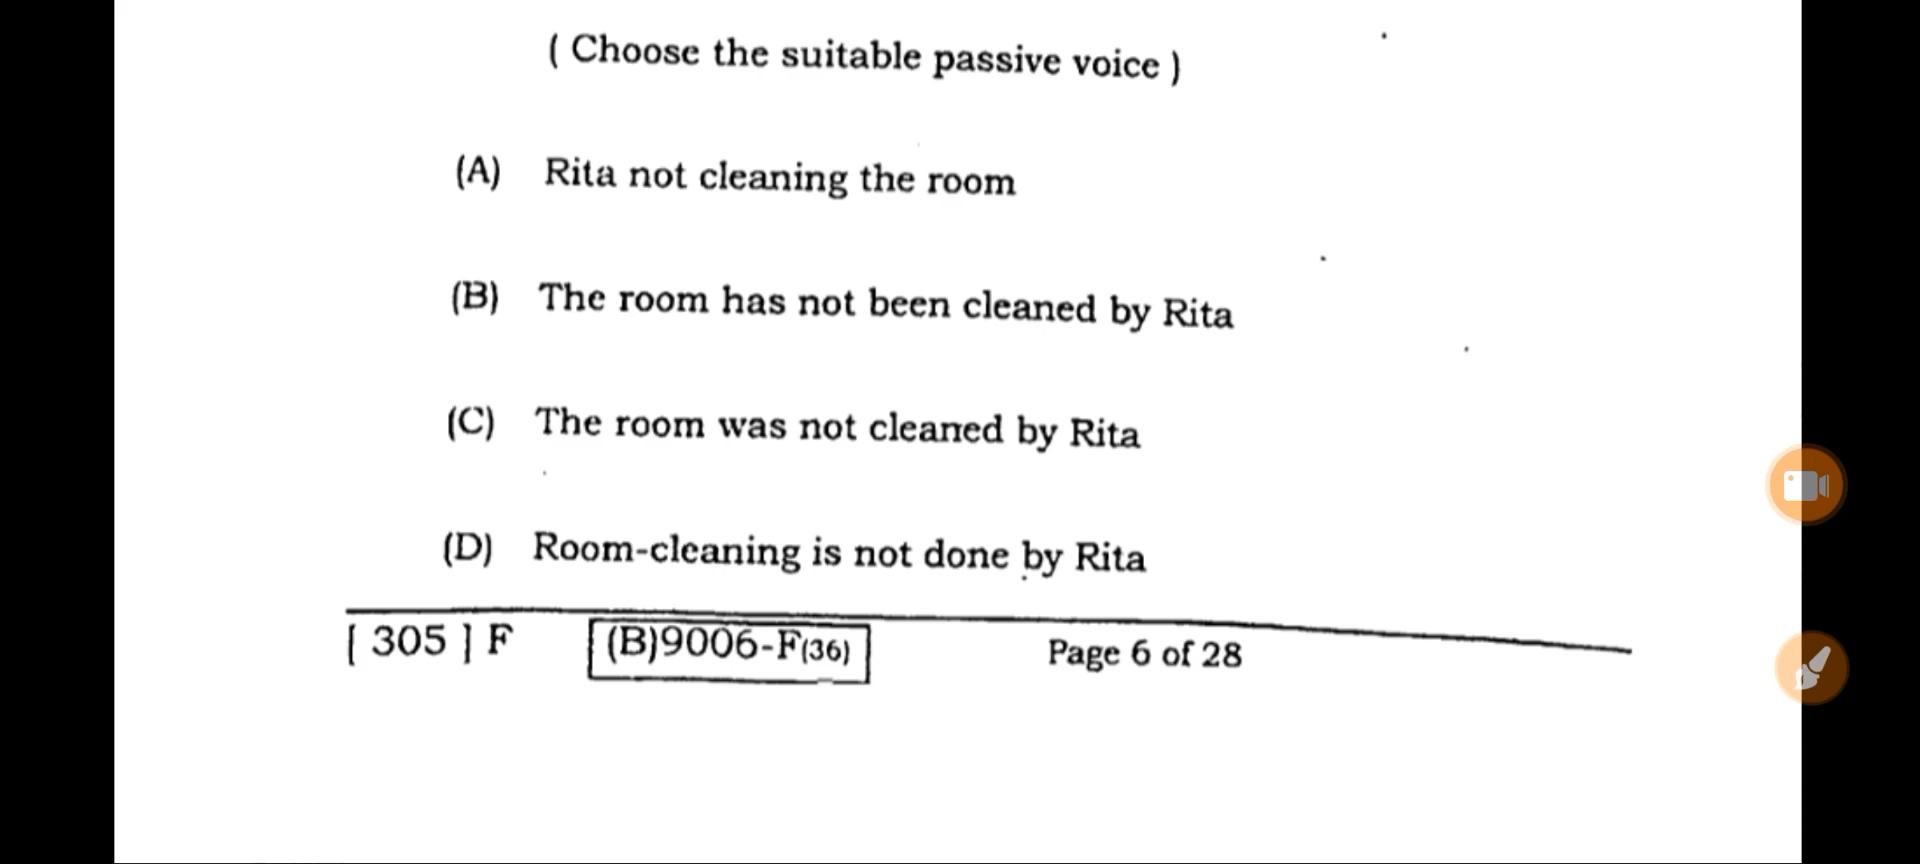 ( Choose the suitable passive voice )
(A) Rita not cleaning the room
(B) The room has not been cleaned by Rita
(C) The room was not cleaned by Rita
(D) Room-cleaning is not done by Rita
[ 305 ] F (B)9006-F(36) Page 6 of 28